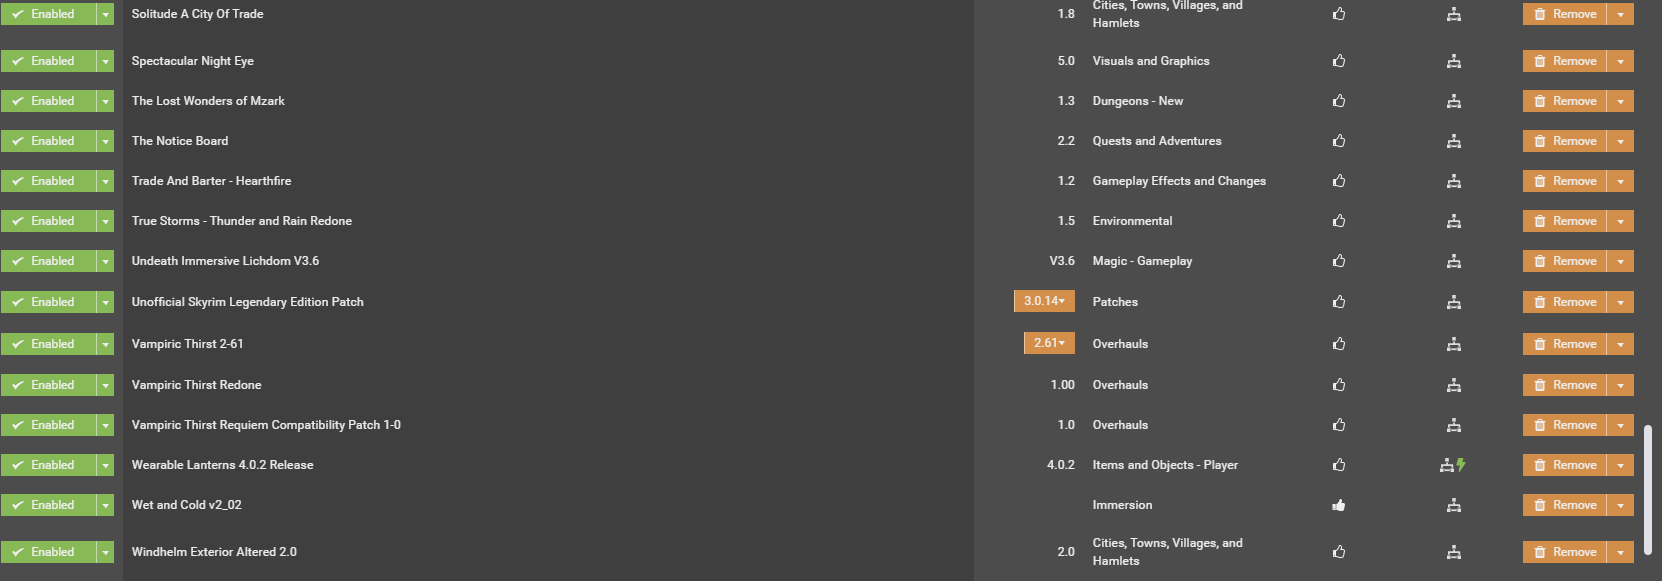 Enabled Solitude A City Of Trade 1.8 Cities, Towns, Villages, and
Hamlets Remove
Enabled Spectacular Night Eye 5.0 Visuals and Graphics Remove
Enabled The Lost Wonders of Mzark 1.3 Dungeons - New Remove
Enabled The Notice Board 2.2 Quests and Adventures Remove
Enabled Trade And Barter - Hearthfire 1.2 Gameplay Effects and Changes Remove
Enabled True Storms - Thunder and Rain Redone 1.5 Environmental Remove
Enabled Undeath Immersive Lichdom V3.6 V3.6 Magic - Gameplay Remove
Enabled Unofficial Skyrim Legendary Edition Patch 3.0.14 Patches Remove
Enabled Vampiric Thirst 2-61 2.61 Overhauls Remove
Enabled Vampiric Thirst Redone 1.00 Overhauls Remove
Enabled Vampiric Thirst Requiem Compatibility Patch 1-0 1.0 Overhauls Remove
Enabled Wearable Lanterns 4.0.2 Release 4.0.2 Items and Objects - Player Remove
Enabled Wet and Cold v2_02 Immersion Remove
Enabled Windhelm Exterior Altered 2.0 2.0 Cities, Towns, Villages, and
Hamlets Remove